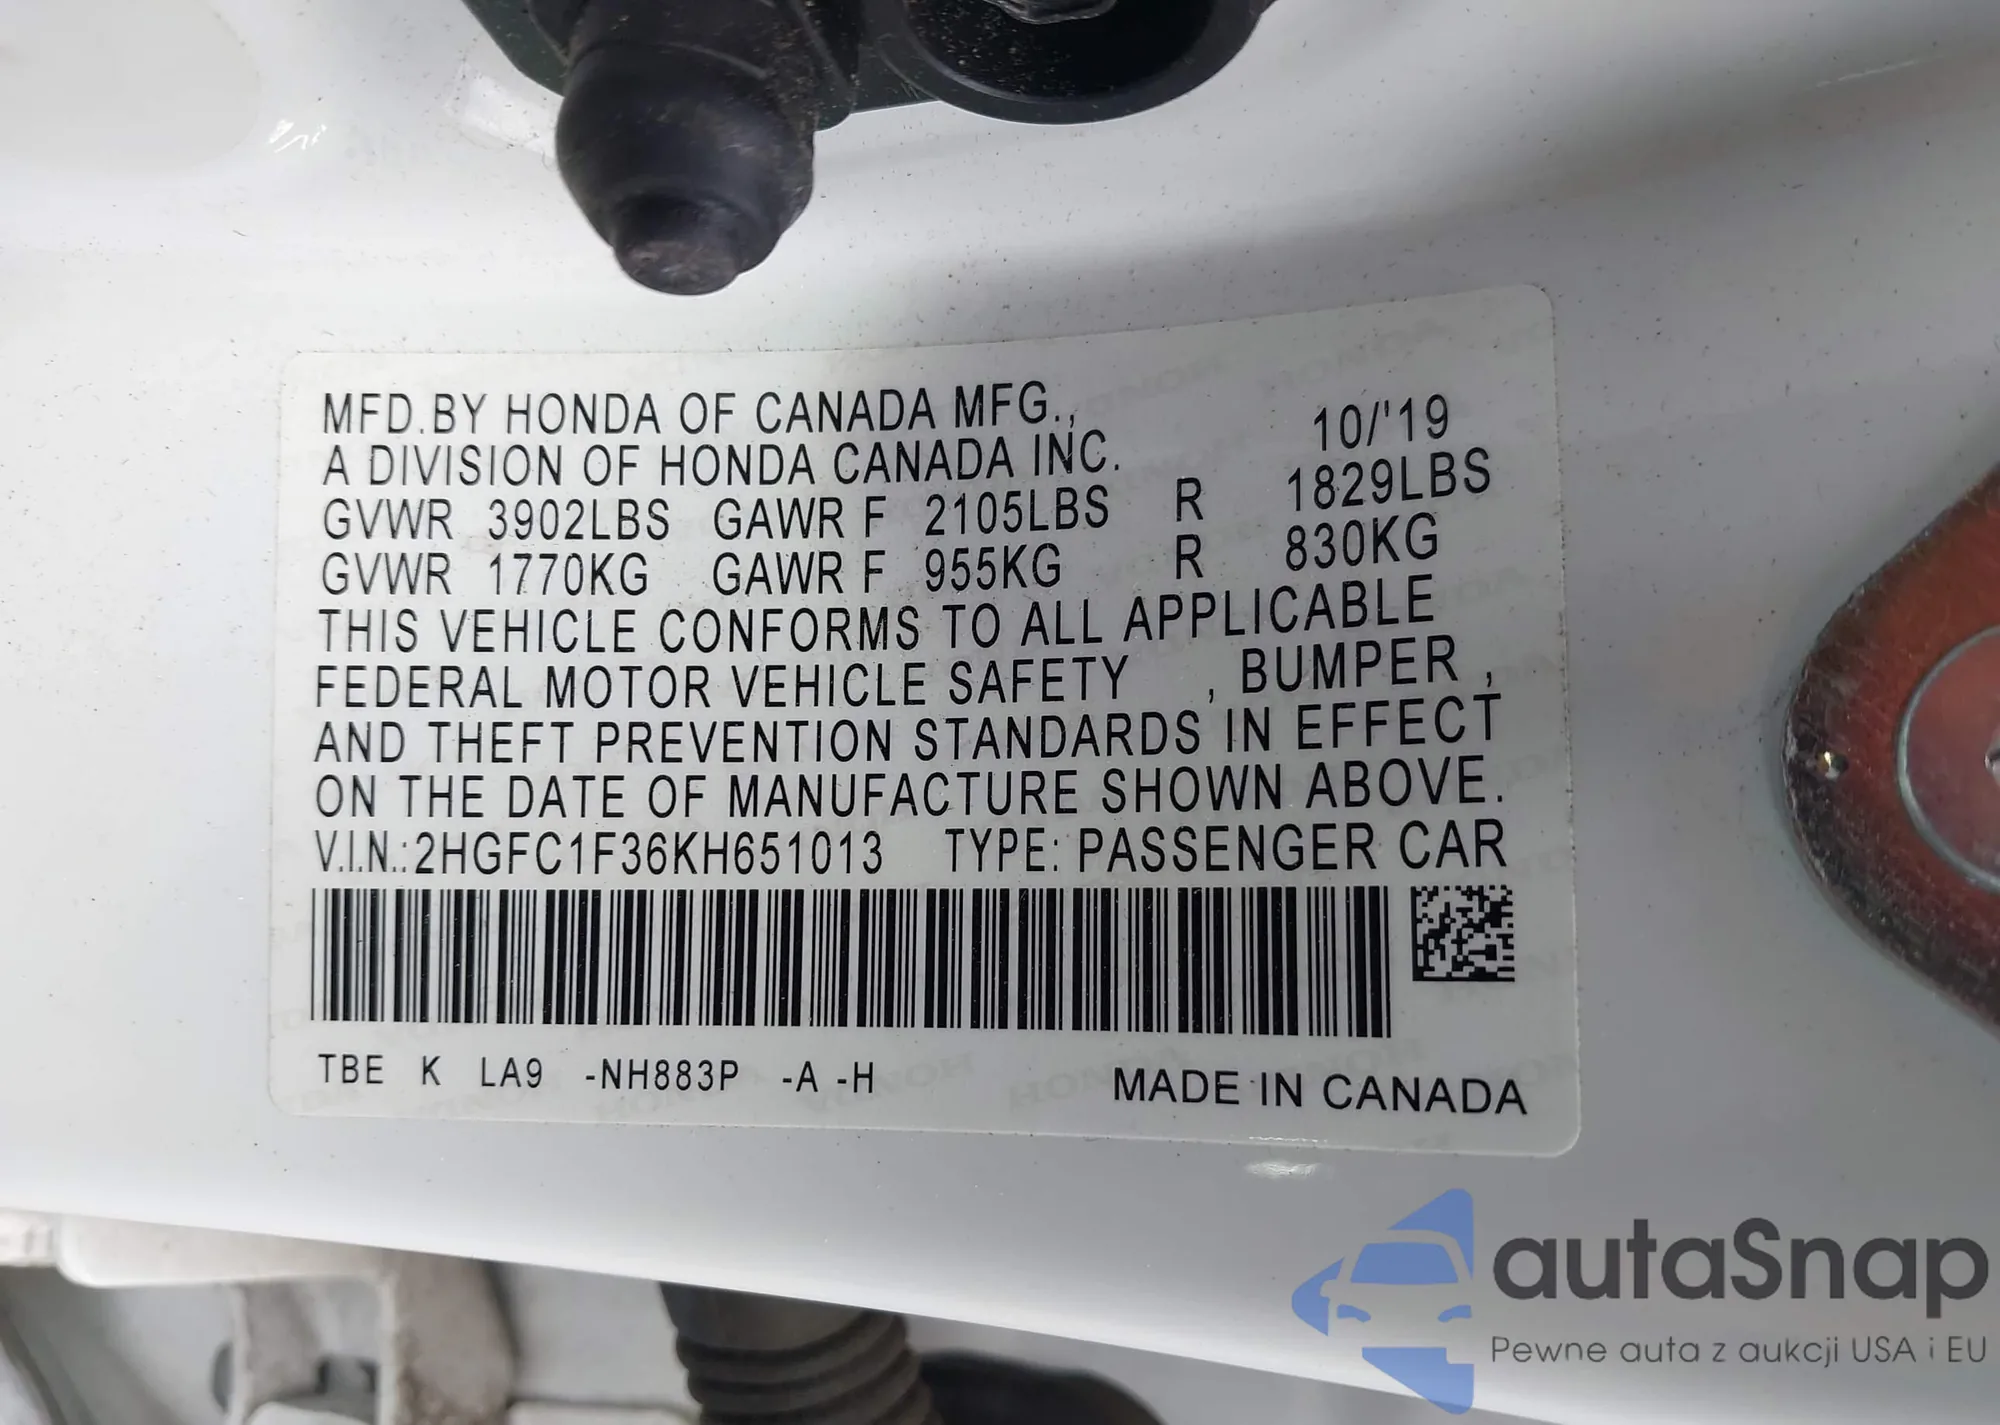 MFD.BY HONDA OF CANADA MFG., 10/'19
A DIVISION OF HONDA CANADA INC.
GVWR 3902LBS GAWR F 2105LBS R 1829LBS
GVWR 1770KG GAWR F 955KG R 830KG
THIS VEHICLE CONFORMS TO ALL APPLICABLE
FEDERAL MOTOR VEHICLE SAFETY , BUMPER ,
AND THEFT PREVENTION STANDARDS IN EFFECT
ON THE DATE OF MANUFACTURE SHOWN ABOVE.
V.I.N.:2HGFC1F36KH651013 TYPE: PASSENGER CAR
TBE K LA9 -NH883P -A -H
MADE IN CANADA
autaSnap
Pewne auta z aukcji USA i EU